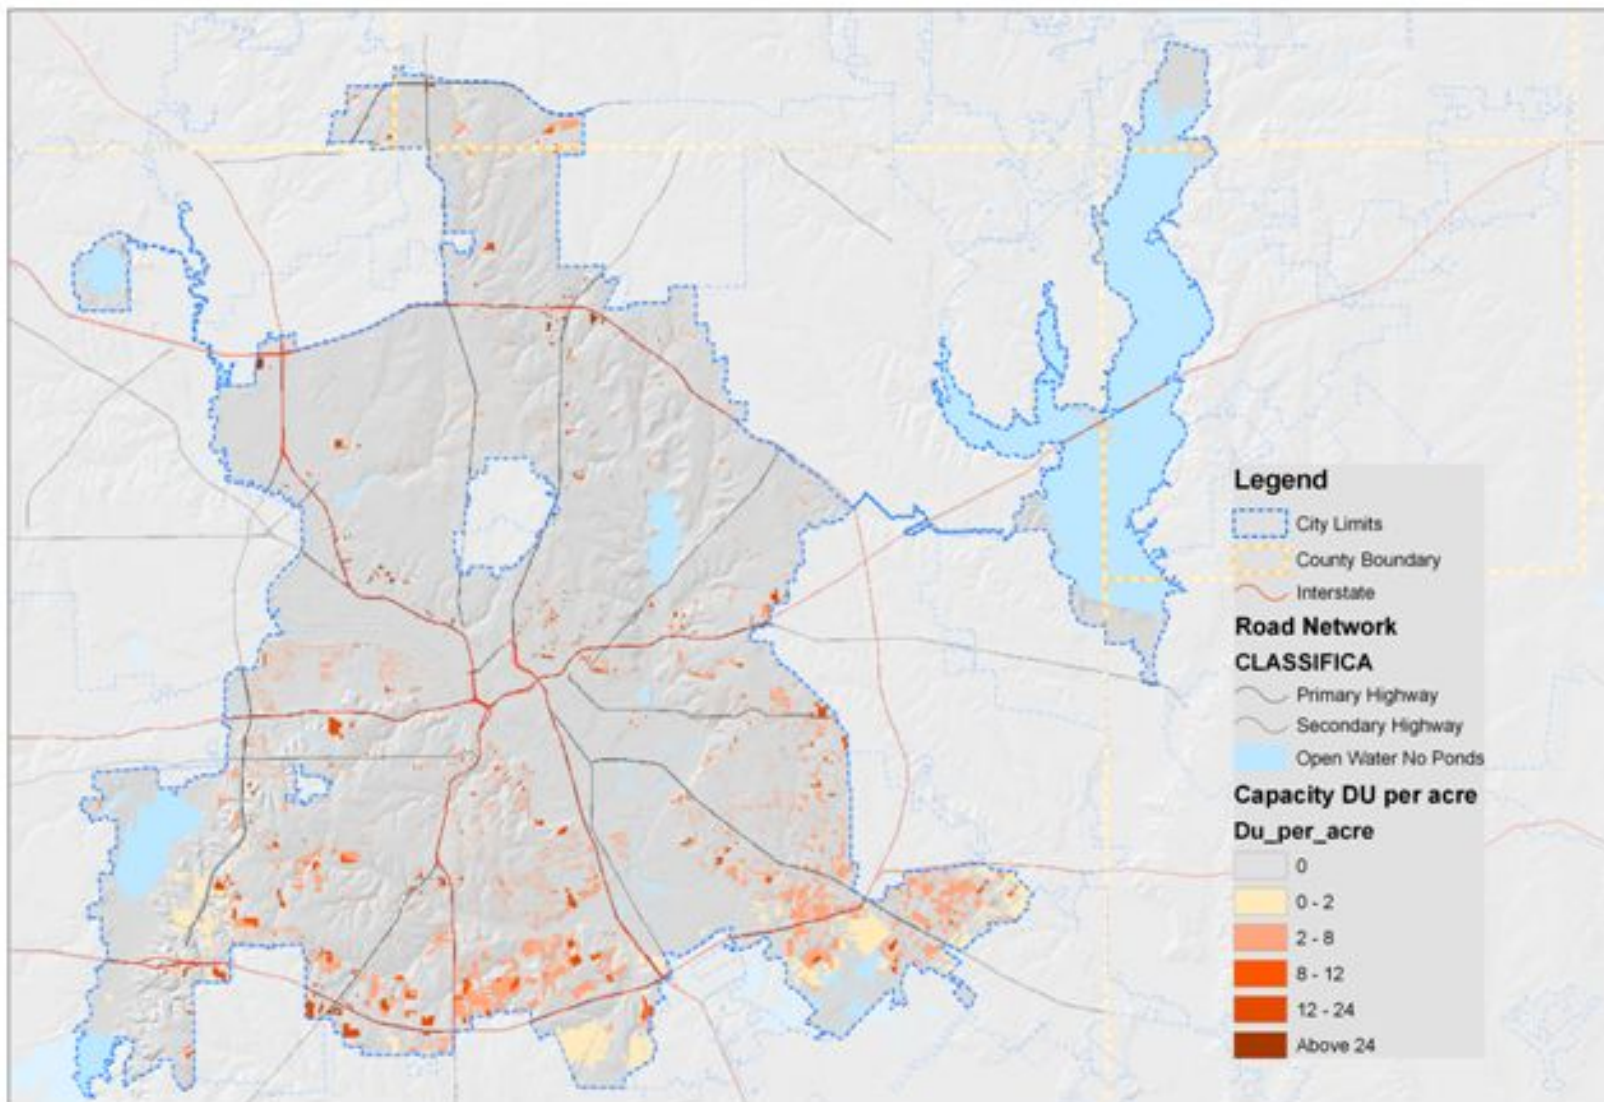 Legend
City Limits
County Boundary
Interstate
Road Network
CLASSIFICA
Primary Highway
Secondary Highway
Open Water No Ponds
Capacity DU per acre
Du_per_acre
0
0 - 2
2 - 8
8 - 12
12 - 24
Above 24